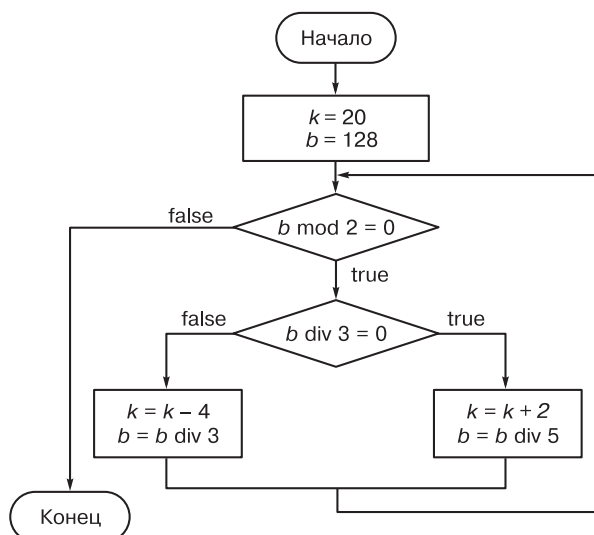 Начало
k = 20
b = 128
b mod 2 = 0
false
true
b div 3 = 0
false
true
k = k – 4
b = b div 3
k = k + 2
b = b div 5
Конец